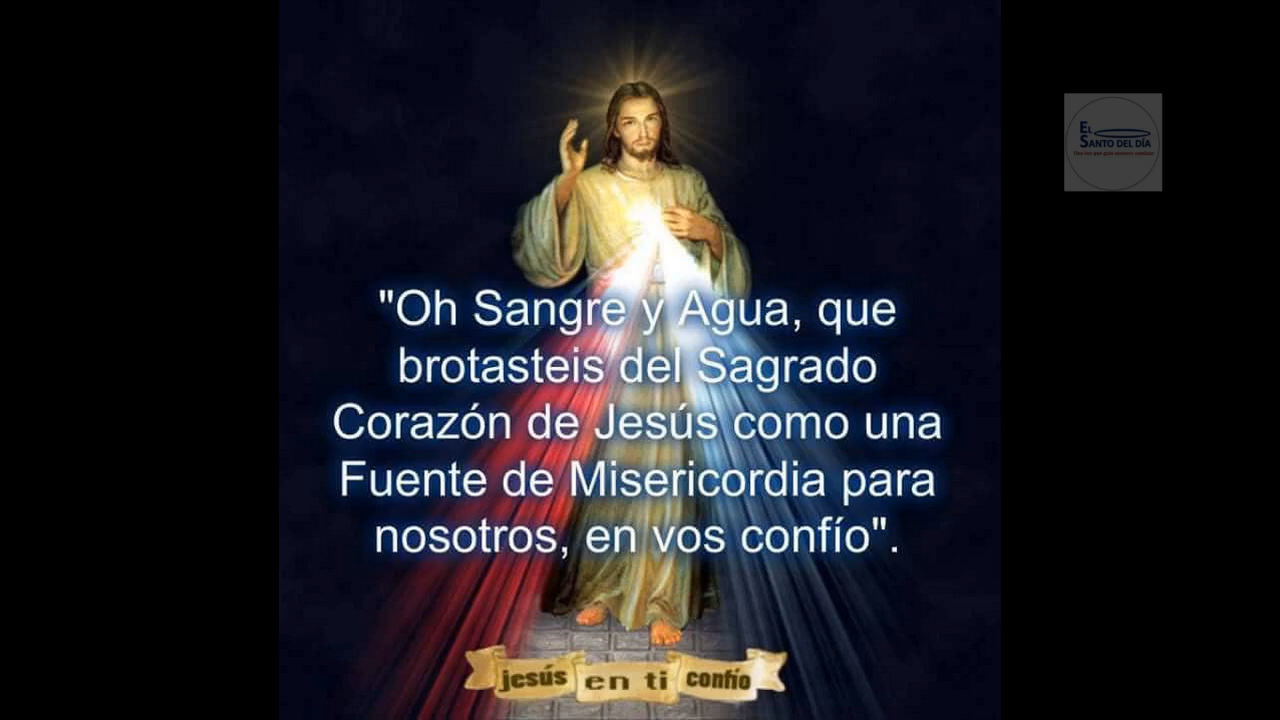 "Oh Sangre y Agua, que
brotasteis del Sagrado
Corazón de Jesús como una
Fuente de Misericordia para
nosotros, en vos confío".
jesús en ti confío
EL
SANTO DEL DÍA